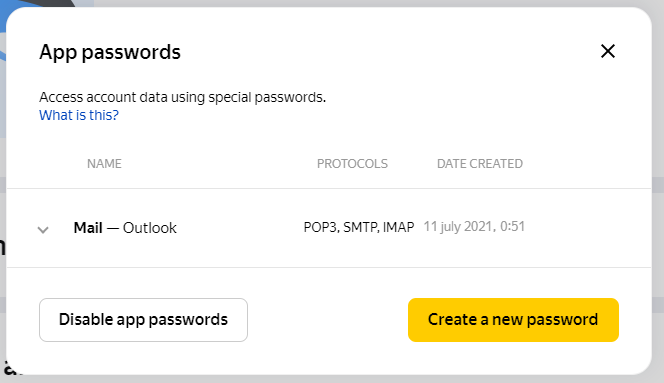 App passwords
Access account data using special passwords.
What is this?
NAME PROTOCOLS DATE CREATED
Mail — Outlook POP3, SMTP, IMAP 11 july 2021, 0:51
Disable app passwords Create a new password